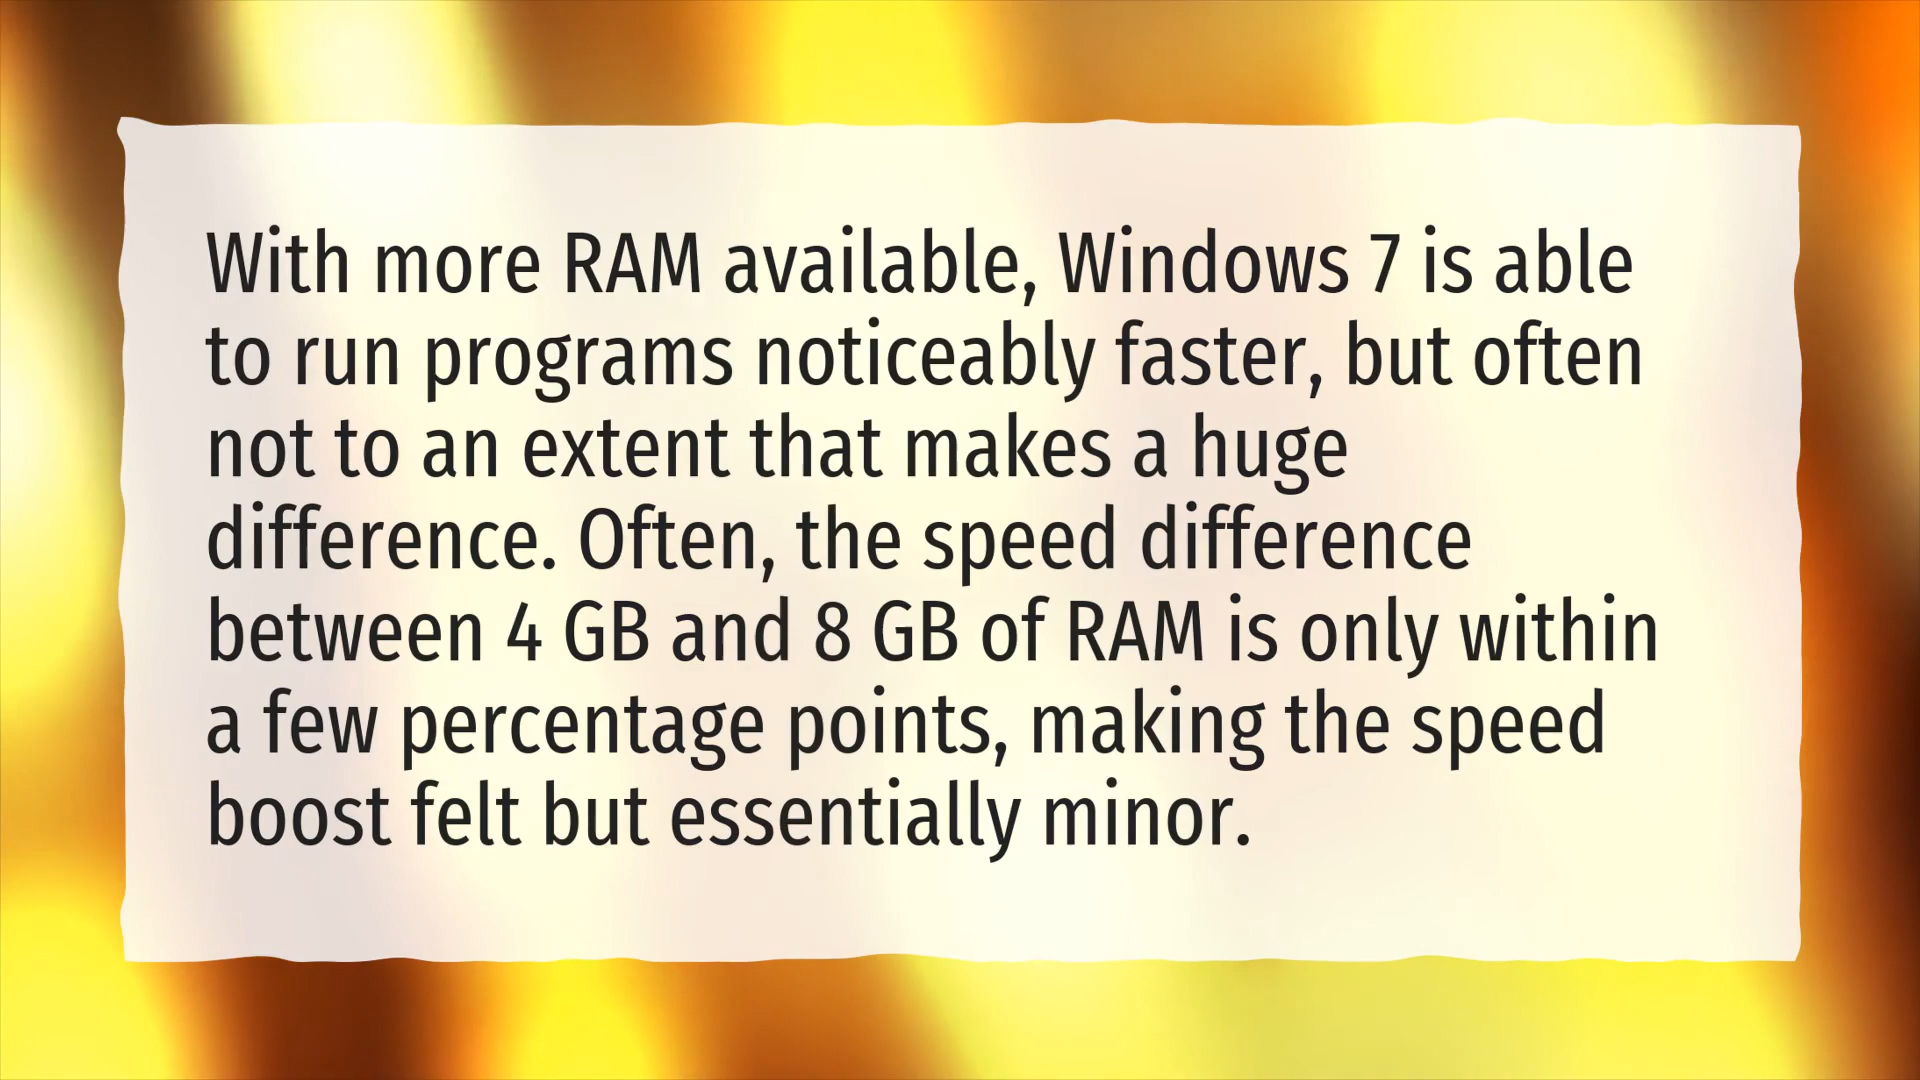 With more RAM available, Windows 7 is able
to run programs noticeably faster, but often
not to an extent that makes a huge
difference. Often, the speed difference
between 4 GB and 8 GB of RAM is only within
a few percentage points, making the speed
boost felt but essentially minor.